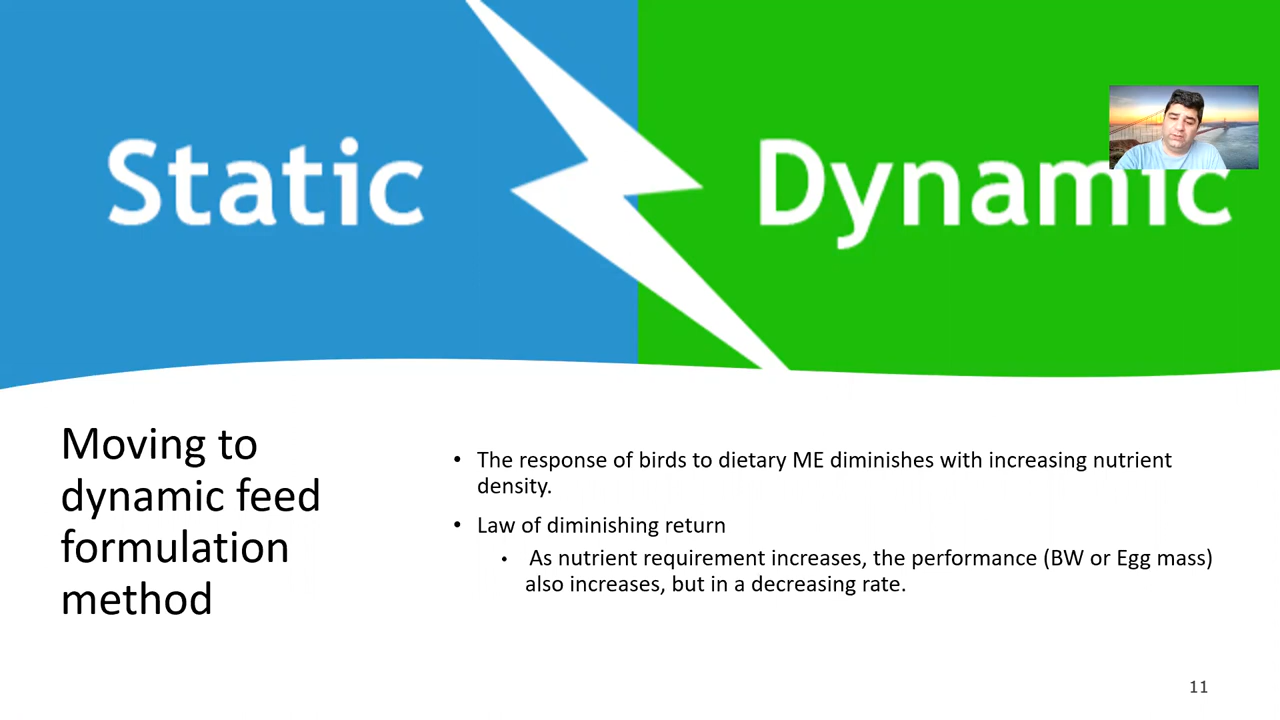 Static
Dynamic
Moving to
dynamic feed
formulation
method
• The response of birds to dietary ME diminishes with increasing nutrient
density.
• Law of diminishing return
• As nutrient requirement increases, the performance (BW or Egg mass)
also increases, but in a decreasing rate.
11